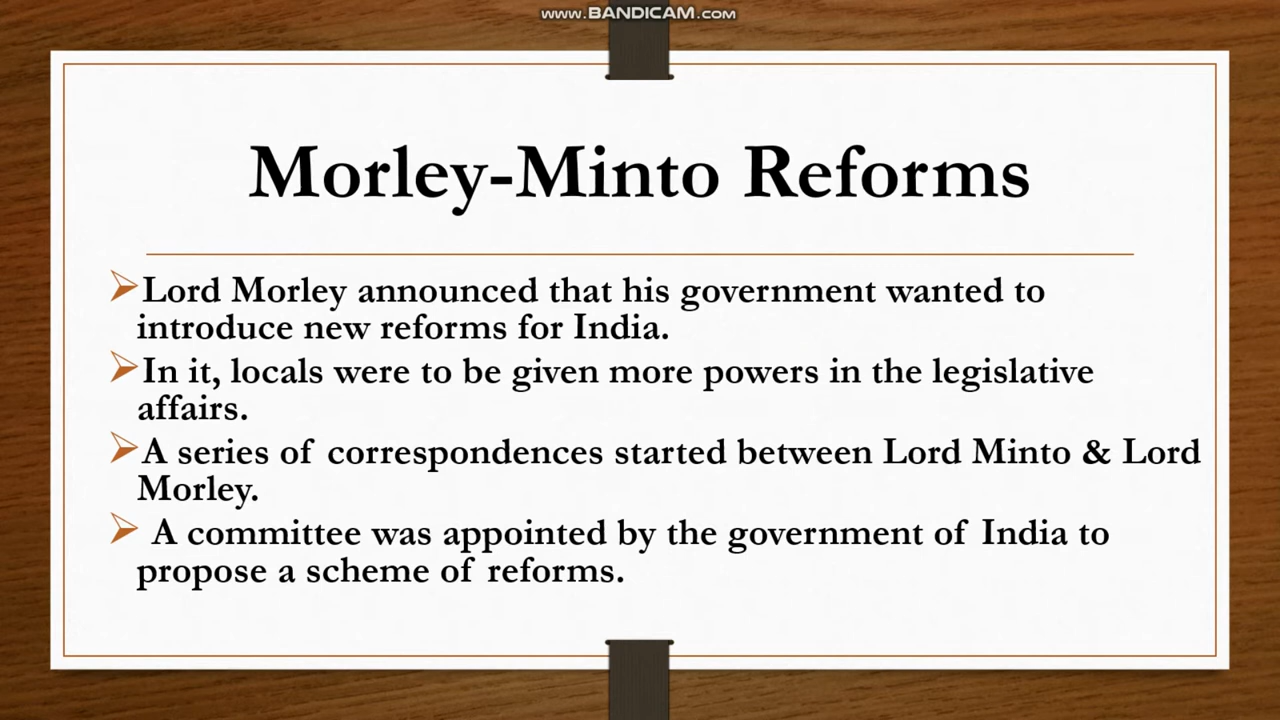 www.BANDICAM.com
Morley-Minto Reforms
➢Lord Morley announced that his government wanted to
introduce new reforms for India.
➢In it, locals were to be given more powers in the legislative
affairs.
➢A series of correspondences started between Lord Minto & Lord
Morley.
➢ A committee was appointed by the government of India to
propose a scheme of reforms.